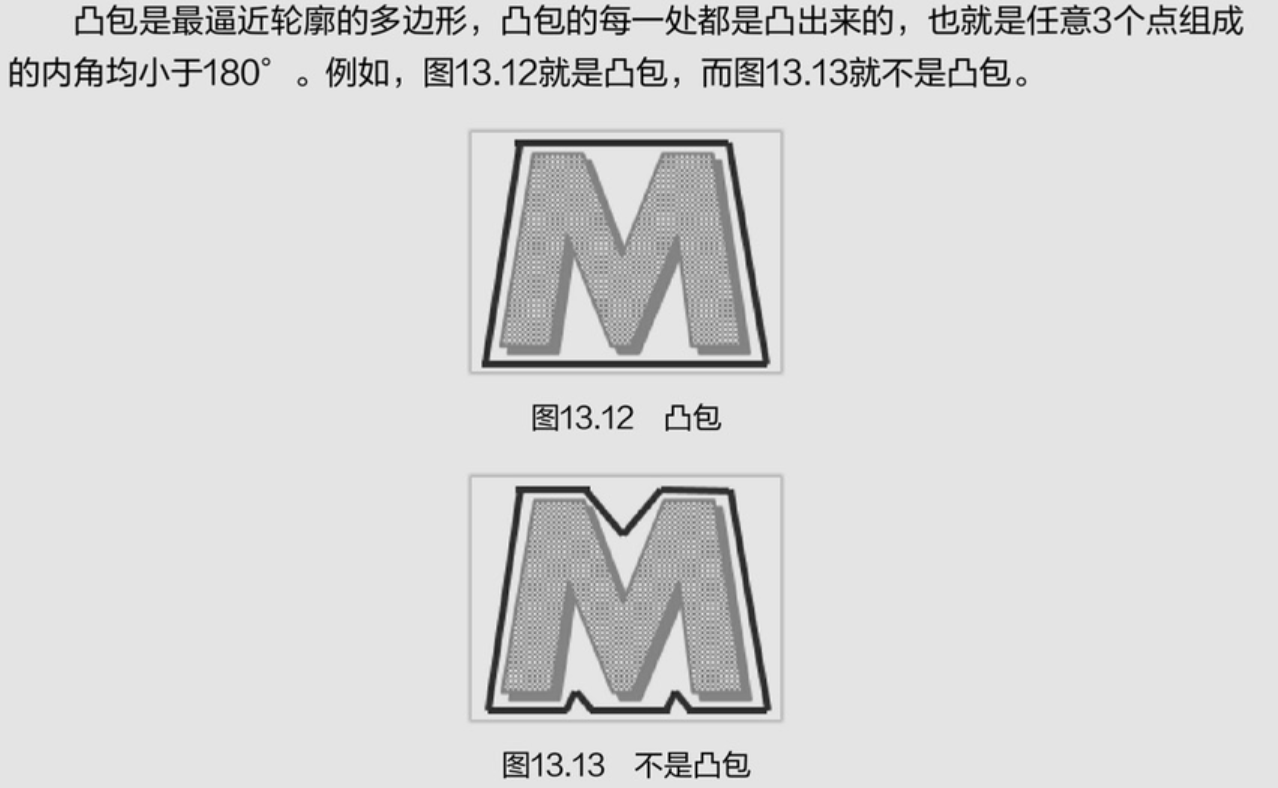 凸包是最逼近轮廓的多边形，凸包的每一处都是凸出来的，也就是任意3个点组成
的内角均小于180°。例如，图13.12就是凸包，而图13.13就不是凸包。
M
图13.12 凸包
M
图13.13 不是凸包